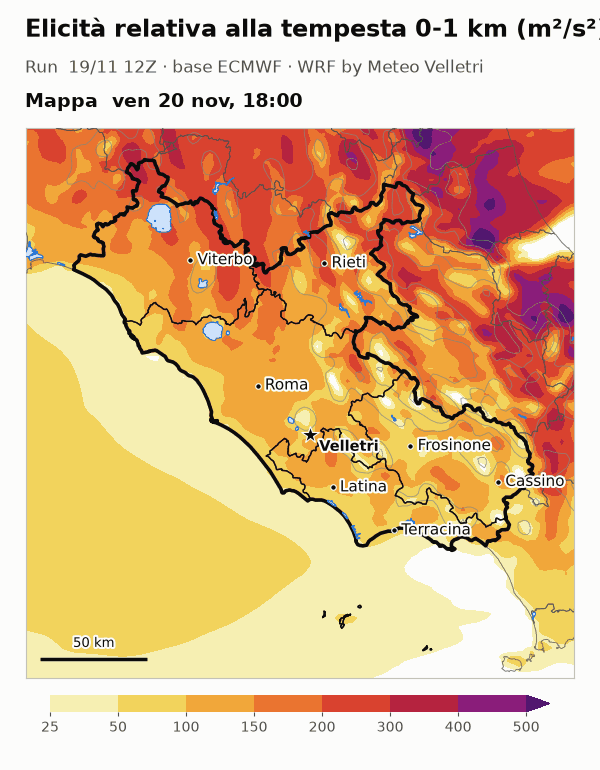 Elicità relativa alla tempesta 0-1 km (m²/s²)
Run 19/11 12Z · base ECMWF · WRF by Meteo Velletri
Mappa ven 20 nov, 18:00
Viterbo
Rieti
Roma
Velletri
Frosinone
Latina
Cassino
Terracina
50 km
25 50 100 150 200 300 400 500